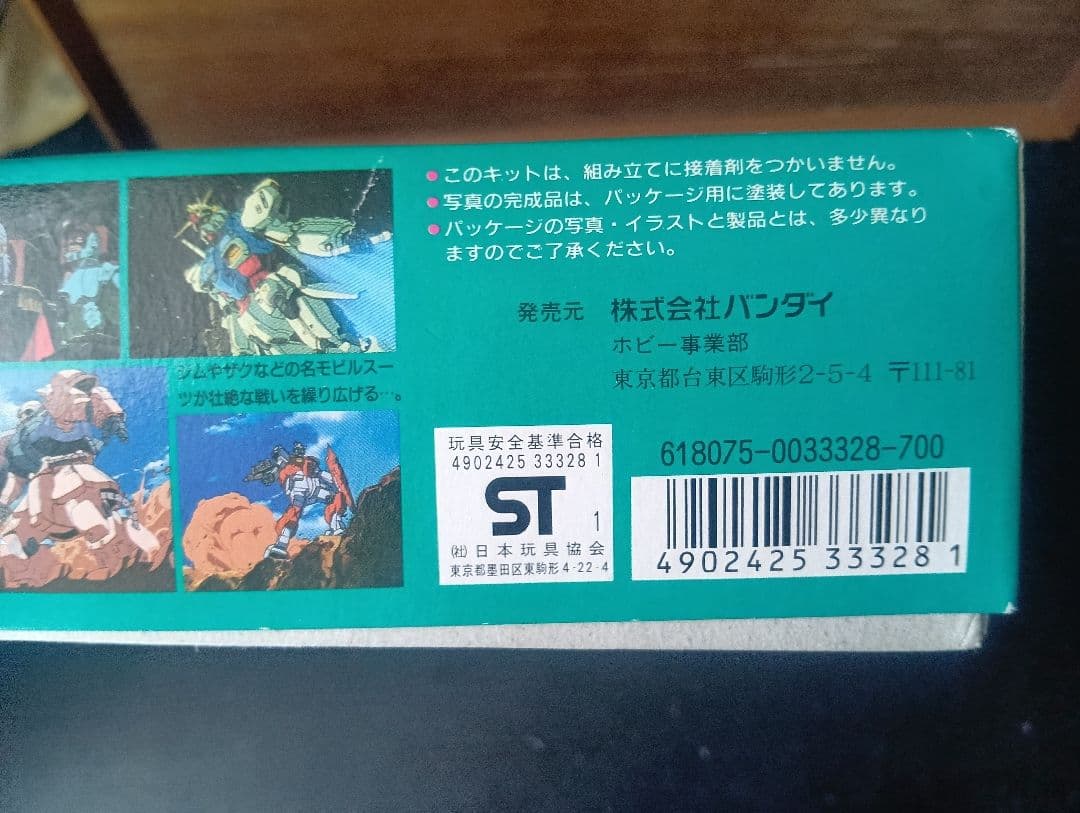 ●このキットは、組み立てに接着剤をつかいません。
●写真の完成品は、パッケージ用に塗装してあります。
●パッケージの写真・イラストと製品とは、多少異なり
ますのでご了承ください。
発売元 株式会社バンダイ
ホビー事業部
東京都台東区駒形2-5-4 〒111-81
ジムやザクなどの名モビルスー
ツが壮絶な戦いを繰り広げる…。
玩具安全基準合格
4902425 33328 1
ST 1
(社)日本玩具協会
東京都墨田区東駒形4-22-4
618075-0033328-700
4902425 333281